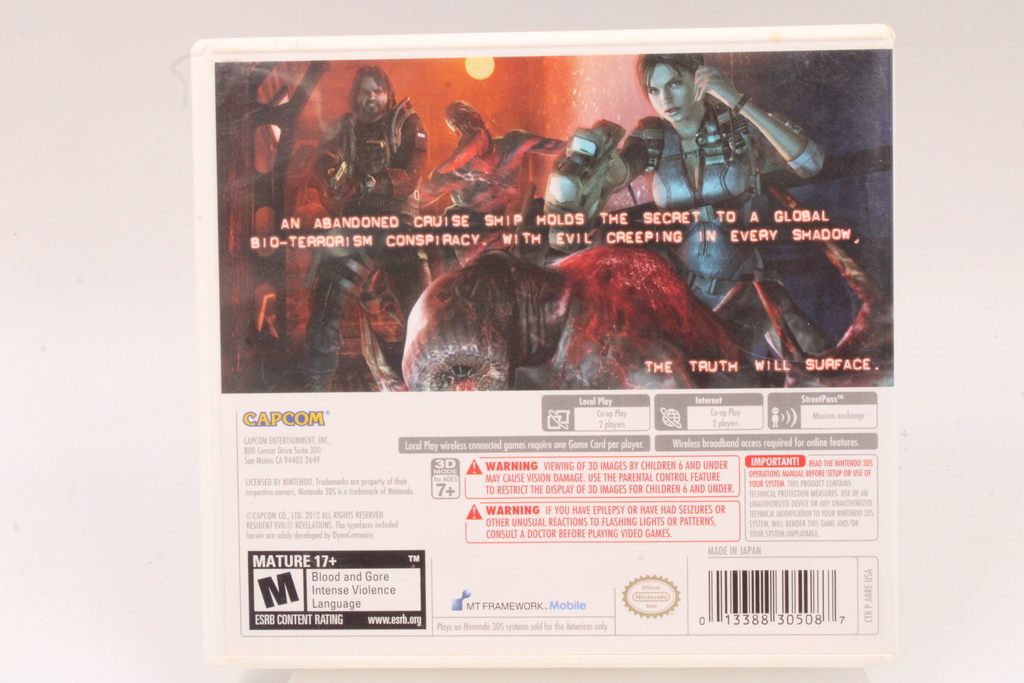 AN ABANDONED CRUISE SHIP HOLDS THE SECRET TO A GLOBAL
BIO-TERRORISM CONSPIRACY. WITH EVIL CREEPING IN EVERY SHADOW,
THE TRUTH WILL SURFACE.
CAPCOM®
CAPCOM ENTERTAINMENT, INC.,
800 Concar Drive Suite 300
San Mateo CA 94403-2649
LICENSED BY NINTENDO. Trademarks are property of their
respective owners. Nintendo 3DS is a trademark of Nintendo.
©CAPCOM CO., LTD. 2012 ALL RIGHTS RESERVED.
RESIDENT EVIL® REVELATIONS. The typefaces included
herein are solely developed by DynaComware.
Local Play
Co-op Play
2 players
Internet
Co-op Play
2 players
StreetPass™
Missions exchange
Local Play wireless connected games require one Game Card per player.
Wireless broadband access required for online features.
3D
MODE
for AGES
7+
WARNING VIEWING OF 3D IMAGES BY CHILDREN 6 AND UNDER
MAY CAUSE VISION DAMAGE. USE THE PARENTAL CONTROL FEATURE
TO RESTRICT THE DISPLAY OF 3D IMAGES FOR CHILDREN 6 AND UNDER.
WARNING IF YOU HAVE EPILEPSY OR HAVE HAD SEIZURES OR
OTHER UNUSUAL REACTIONS TO FLASHING LIGHTS OR PATTERNS,
CONSULT A DOCTOR BEFORE PLAYING VIDEO GAMES.
IMPORTANT! READ THE NINTENDO 3DS
OPERATIONS MANUAL BEFORE SETUP OR USE OF
YOUR SYSTEM. THIS PRODUCT CONTAINS
TECHNICAL PROTECTION MEASURES. USE OF AN
UNAUTHORIZED DEVICE OR ANY UNAUTHORIZED
TECHNICAL MODIFICATION TO YOUR NINTENDO 3DS
SYSTEM, WILL RENDER THIS GAME AND/OR
YOUR SYSTEM UNPLAYABLE.
MATURE 17+ ™
M
Blood and Gore
Intense Violence
Language
ESRB CONTENT RATING www.esrb.org
MT FRAMEWORK™ Mobile
Plays on Nintendo 3DS systems sold for the Americas only.
Official
Nintendo
Seal
MADE IN JAPAN
0 13388 30508 7
CTR P ABRE USA